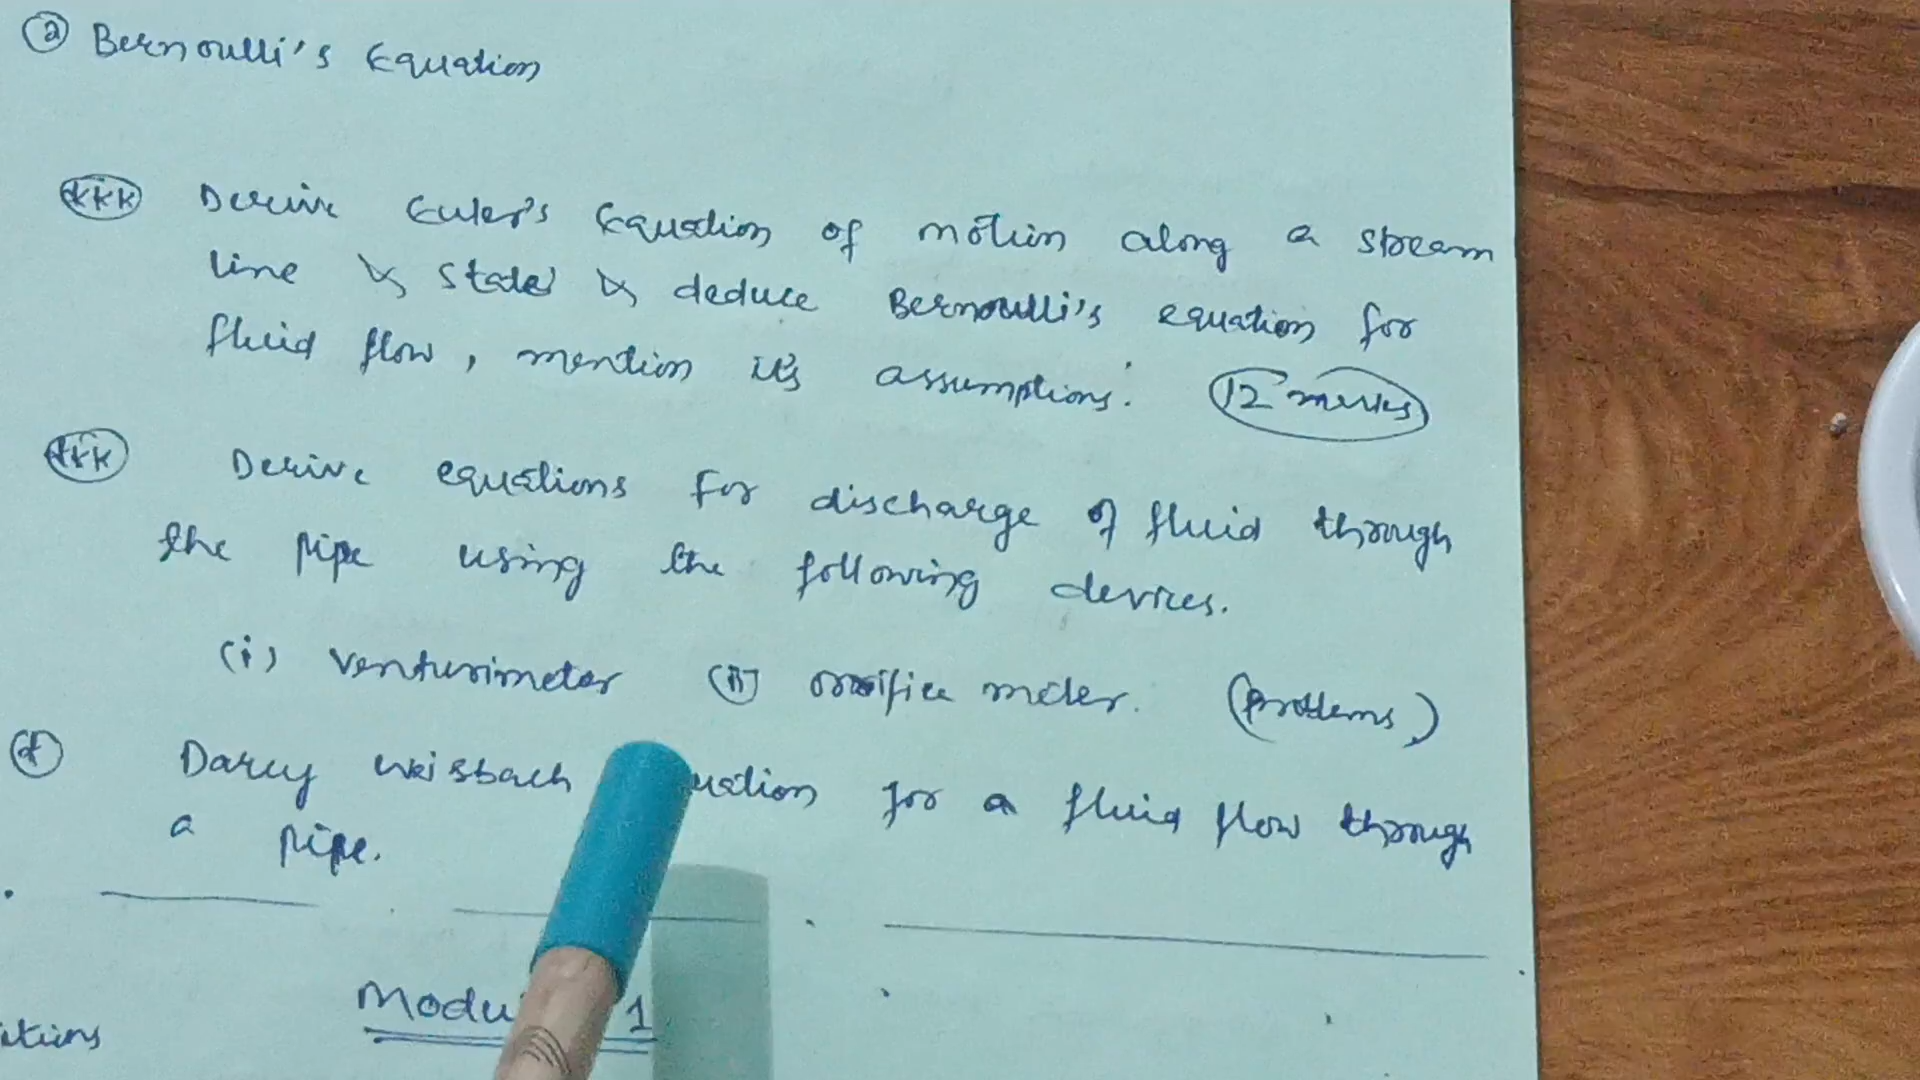 ② Bernoulli's Equation
*** Derive Euler's Equation of motion along a stream
line & state & deduce Bernoulli's equation for
fluid flow, mention its assumptions. 12 marks
*** Derive equations for discharge of fluid through
the pipe using the following devices.
(i) venturimeter (ii) orifice meter. (Problems)
* Darcy weisbach for a fluid flow through
a pipe.
1